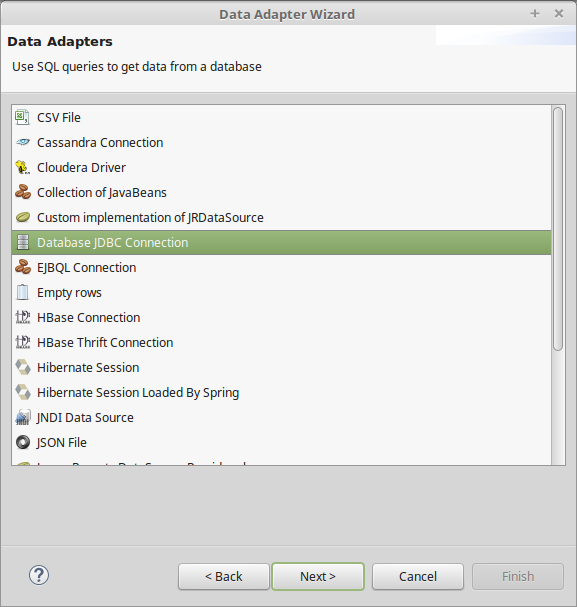 Data Adapter Wizard
Data Adapters
Use SQL queries to get data from a database
CSV File
Cassandra Connection
Cloudera Driver
Collection of JavaBeans
Custom implementation of JRDataSource
Database JDBC Connection
EJBQL Connection
Empty rows
HBase Connection
HBase Thrift Connection
Hibernate Session
Hibernate Session Loaded By Spring
JNDI Data Source
JSON File
< Back
Next >
Cancel
Finish